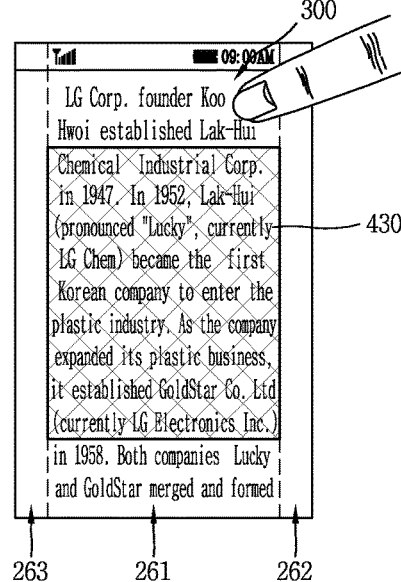 300
09:00AM
LG Corp. founder Koo
Hwoi established Lak-Hui
Chemical Industrial Corp.
in 1947. In 1952, Lak-Hui
(pronounced "Lucky", currently
430
LG Chem) became the first
Korean company to enter the
plastic industry. As the company
expanded its plastic business,
it established GoldStar Co. Ltd
(currently LG Electronics Inc.)
in 1958. Both companies Lucky
and GoldStar merged and formed
263 261 262